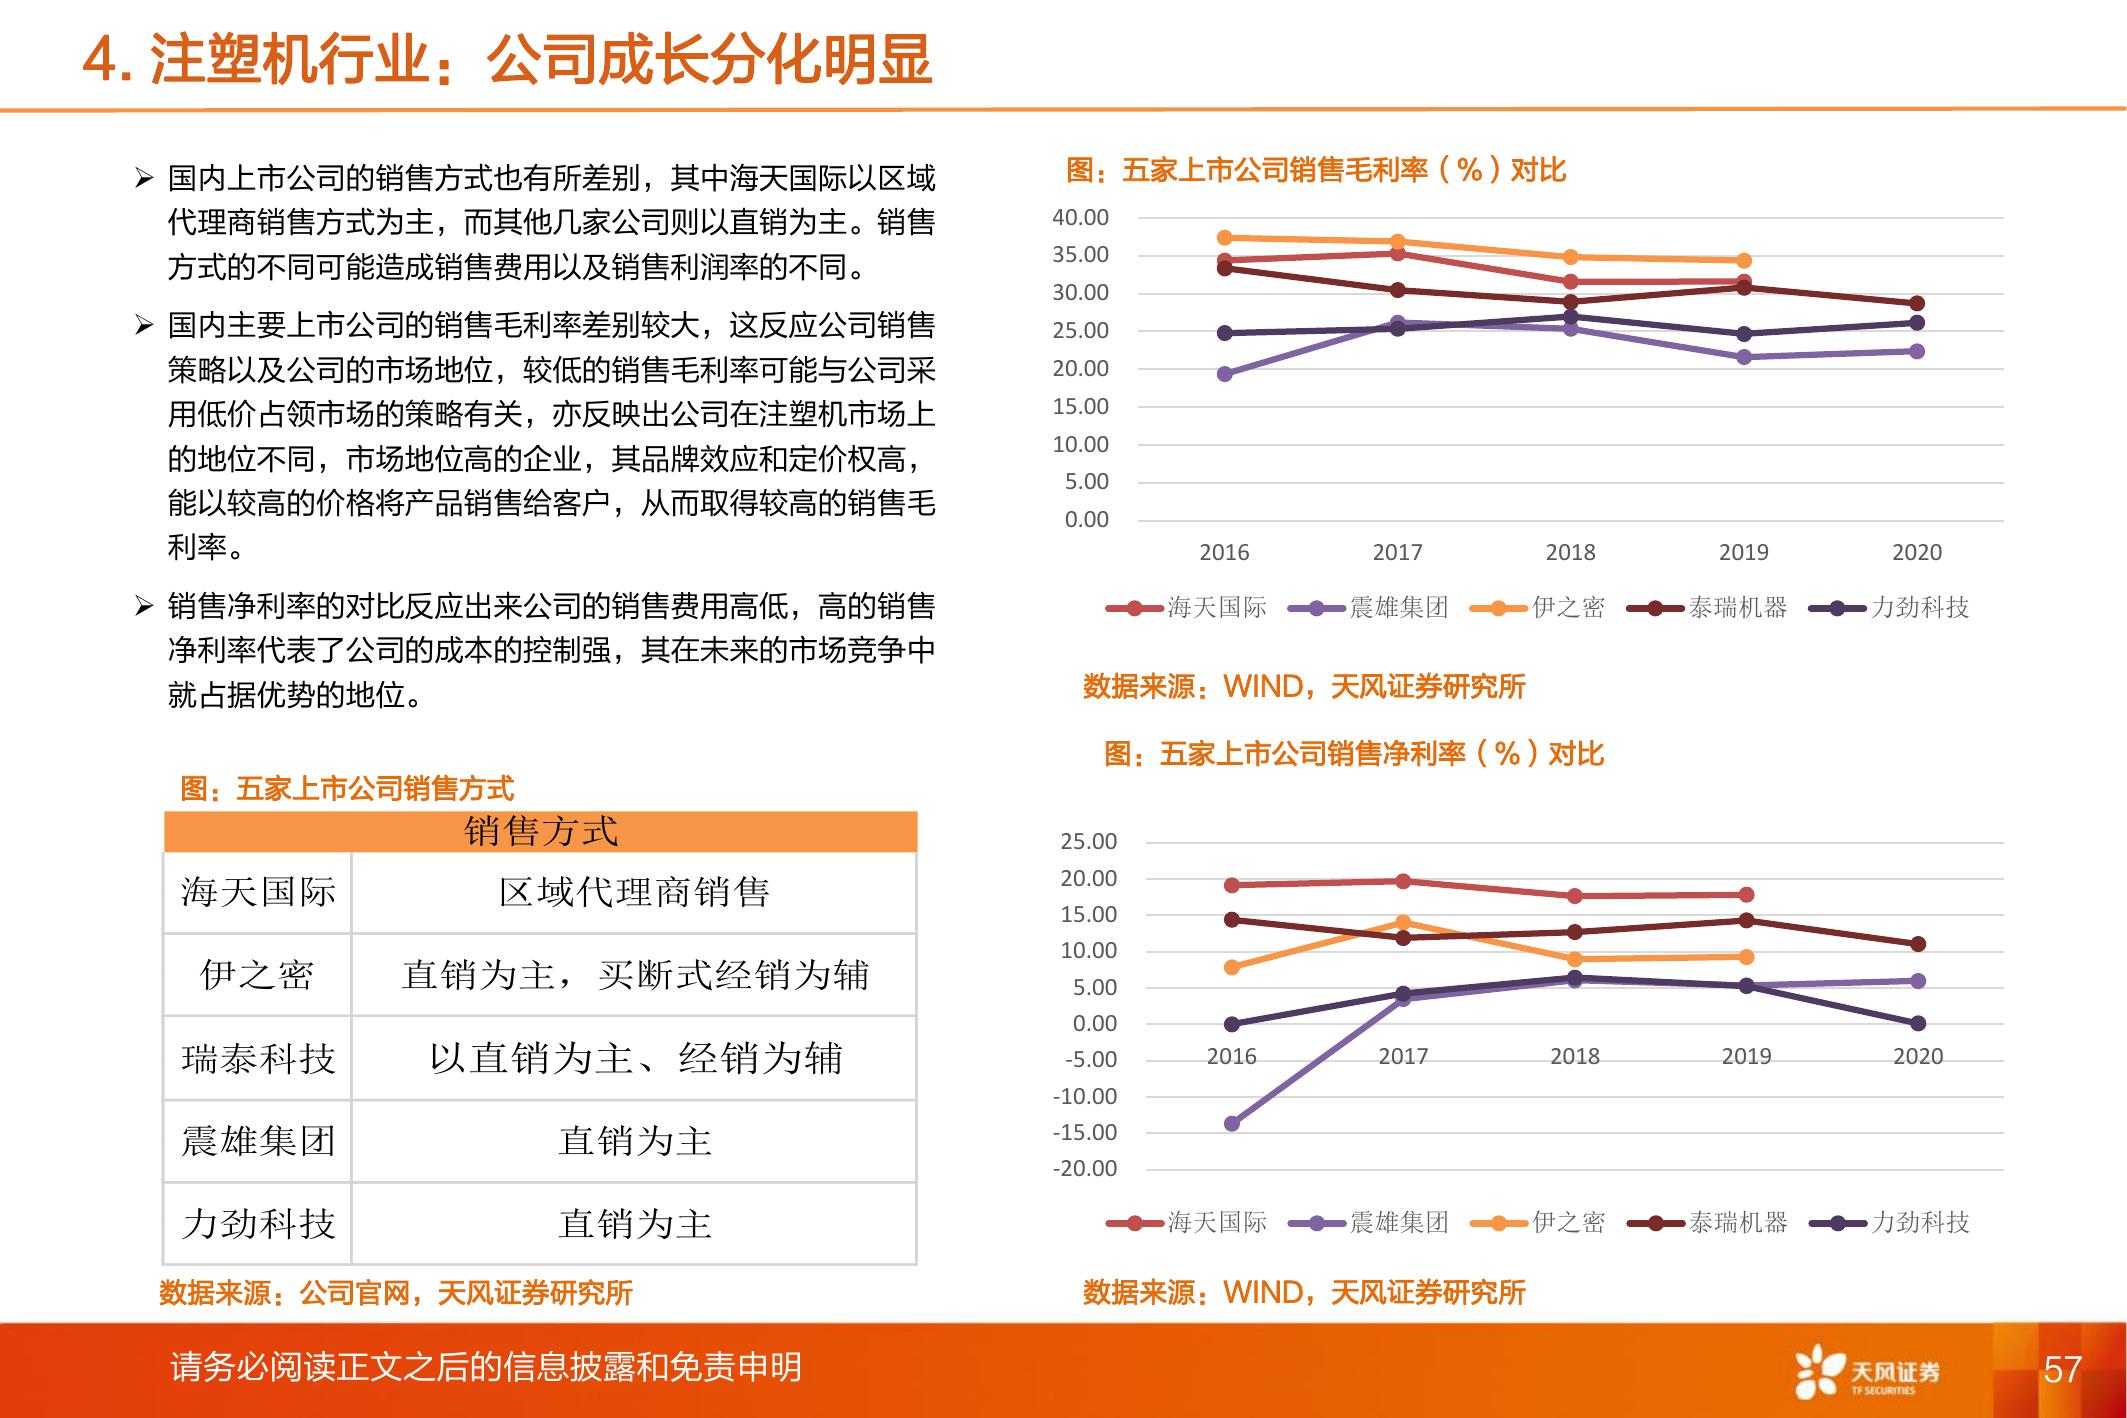 4. 注塑机行业：公司成长分化明显
➢ 国内上市公司的销售方式也有所差别，其中海天国际以区域
代理商销售方式为主，而其他几家公司则以直销为主。销售
方式的不同可能造成销售费用以及销售利润率的不同。
➢ 国内主要上市公司的销售毛利率差别较大，这反应公司销售
策略以及公司的市场地位，较低的销售毛利率可能与公司采
用低价占领市场的策略有关，亦反映出公司在注塑机市场上
的地位不同，市场地位高的企业，其品牌效应和定价权高，
能以较高的价格将产品销售给客户，从而取得较高的销售毛
利率。
➢ 销售净利率的对比反应出来公司的销售费用高低，高的销售
净利率代表了公司的成本的控制强，其在未来的市场竞争中
就占据优势的地位。
图：五家上市公司销售方式
销售方式
海天国际 区域代理商销售
伊之密 直销为主，买断式经销为辅
瑞泰科技 以直销为主、经销为辅
震雄集团 直销为主
力劲科技 直销为主
数据来源：公司官网，天风证券研究所
图：五家上市公司销售毛利率（%）对比
40.00
35.00
30.00
25.00
20.00
15.00
10.00
5.00
0.00
2016 2017 2018 2019 2020
海天国际 震雄集团 伊之密 泰瑞机器 力劲科技
数据来源：WIND，天风证券研究所
图：五家上市公司销售净利率（%）对比
25.00
20.00
15.00
10.00
5.00
0.00
-5.00
-10.00
-15.00
-20.00
2016 2017 2018 2019 2020
海天国际 震雄集团 伊之密 泰瑞机器 力劲科技
数据来源：WIND，天风证券研究所
请务必阅读正文之后的信息披露和免责申明
天风证券
TF SECURITIES
57